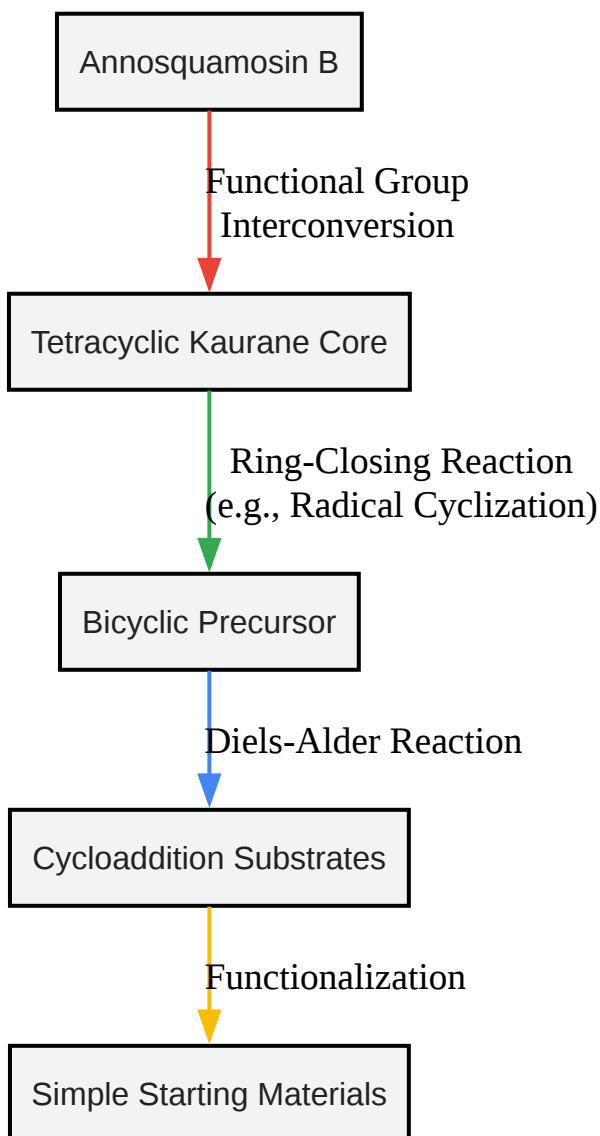 Annosquamosin B
Functional Group
Interconversion
Tetracyclic Kaurane Core
Ring-Closing Reaction
(e.g., Radical Cyclization)
Bicyclic Precursor
Diels-Alder Reaction
Cycloaddition Substrates
Functionalization
Simple Starting Materials